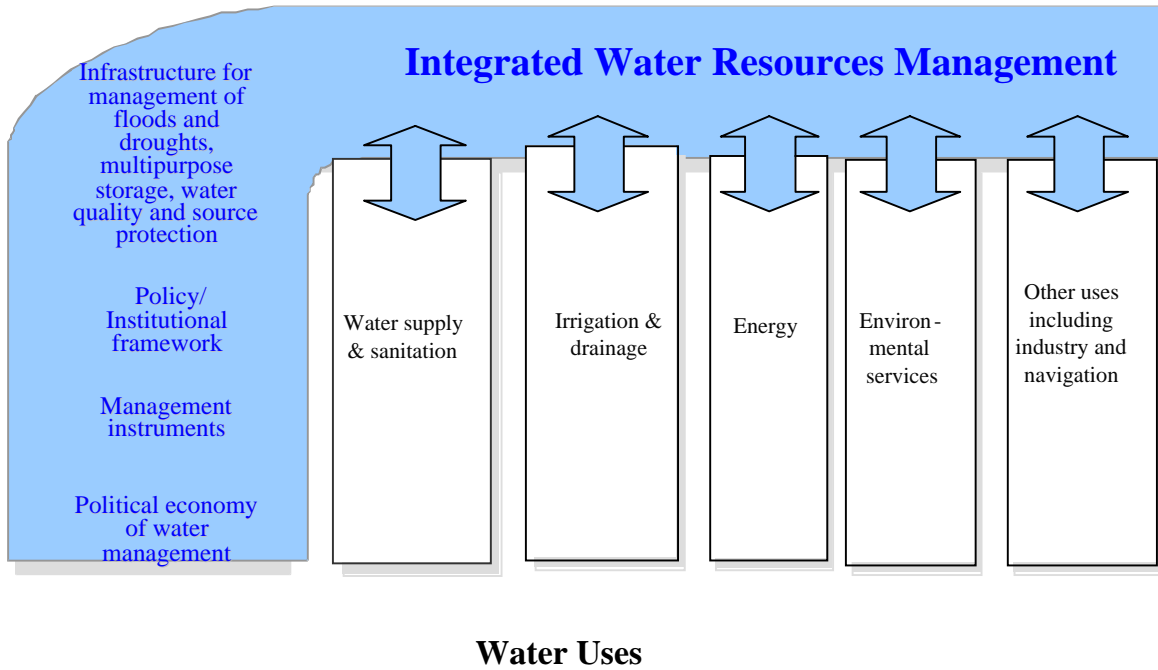 Integrated Water Resources Management
Infrastructure for
management of
floods and
droughts,
multipurpose
storage, water
quality and source
protection
Policy/
Institutional
framework
Management
instruments
Political economy
of water
management
Water supply
& sanitation
Irrigation &
drainage
Energy
Environ-
mental
services
Other uses
including
industry and
navigation
Water Uses